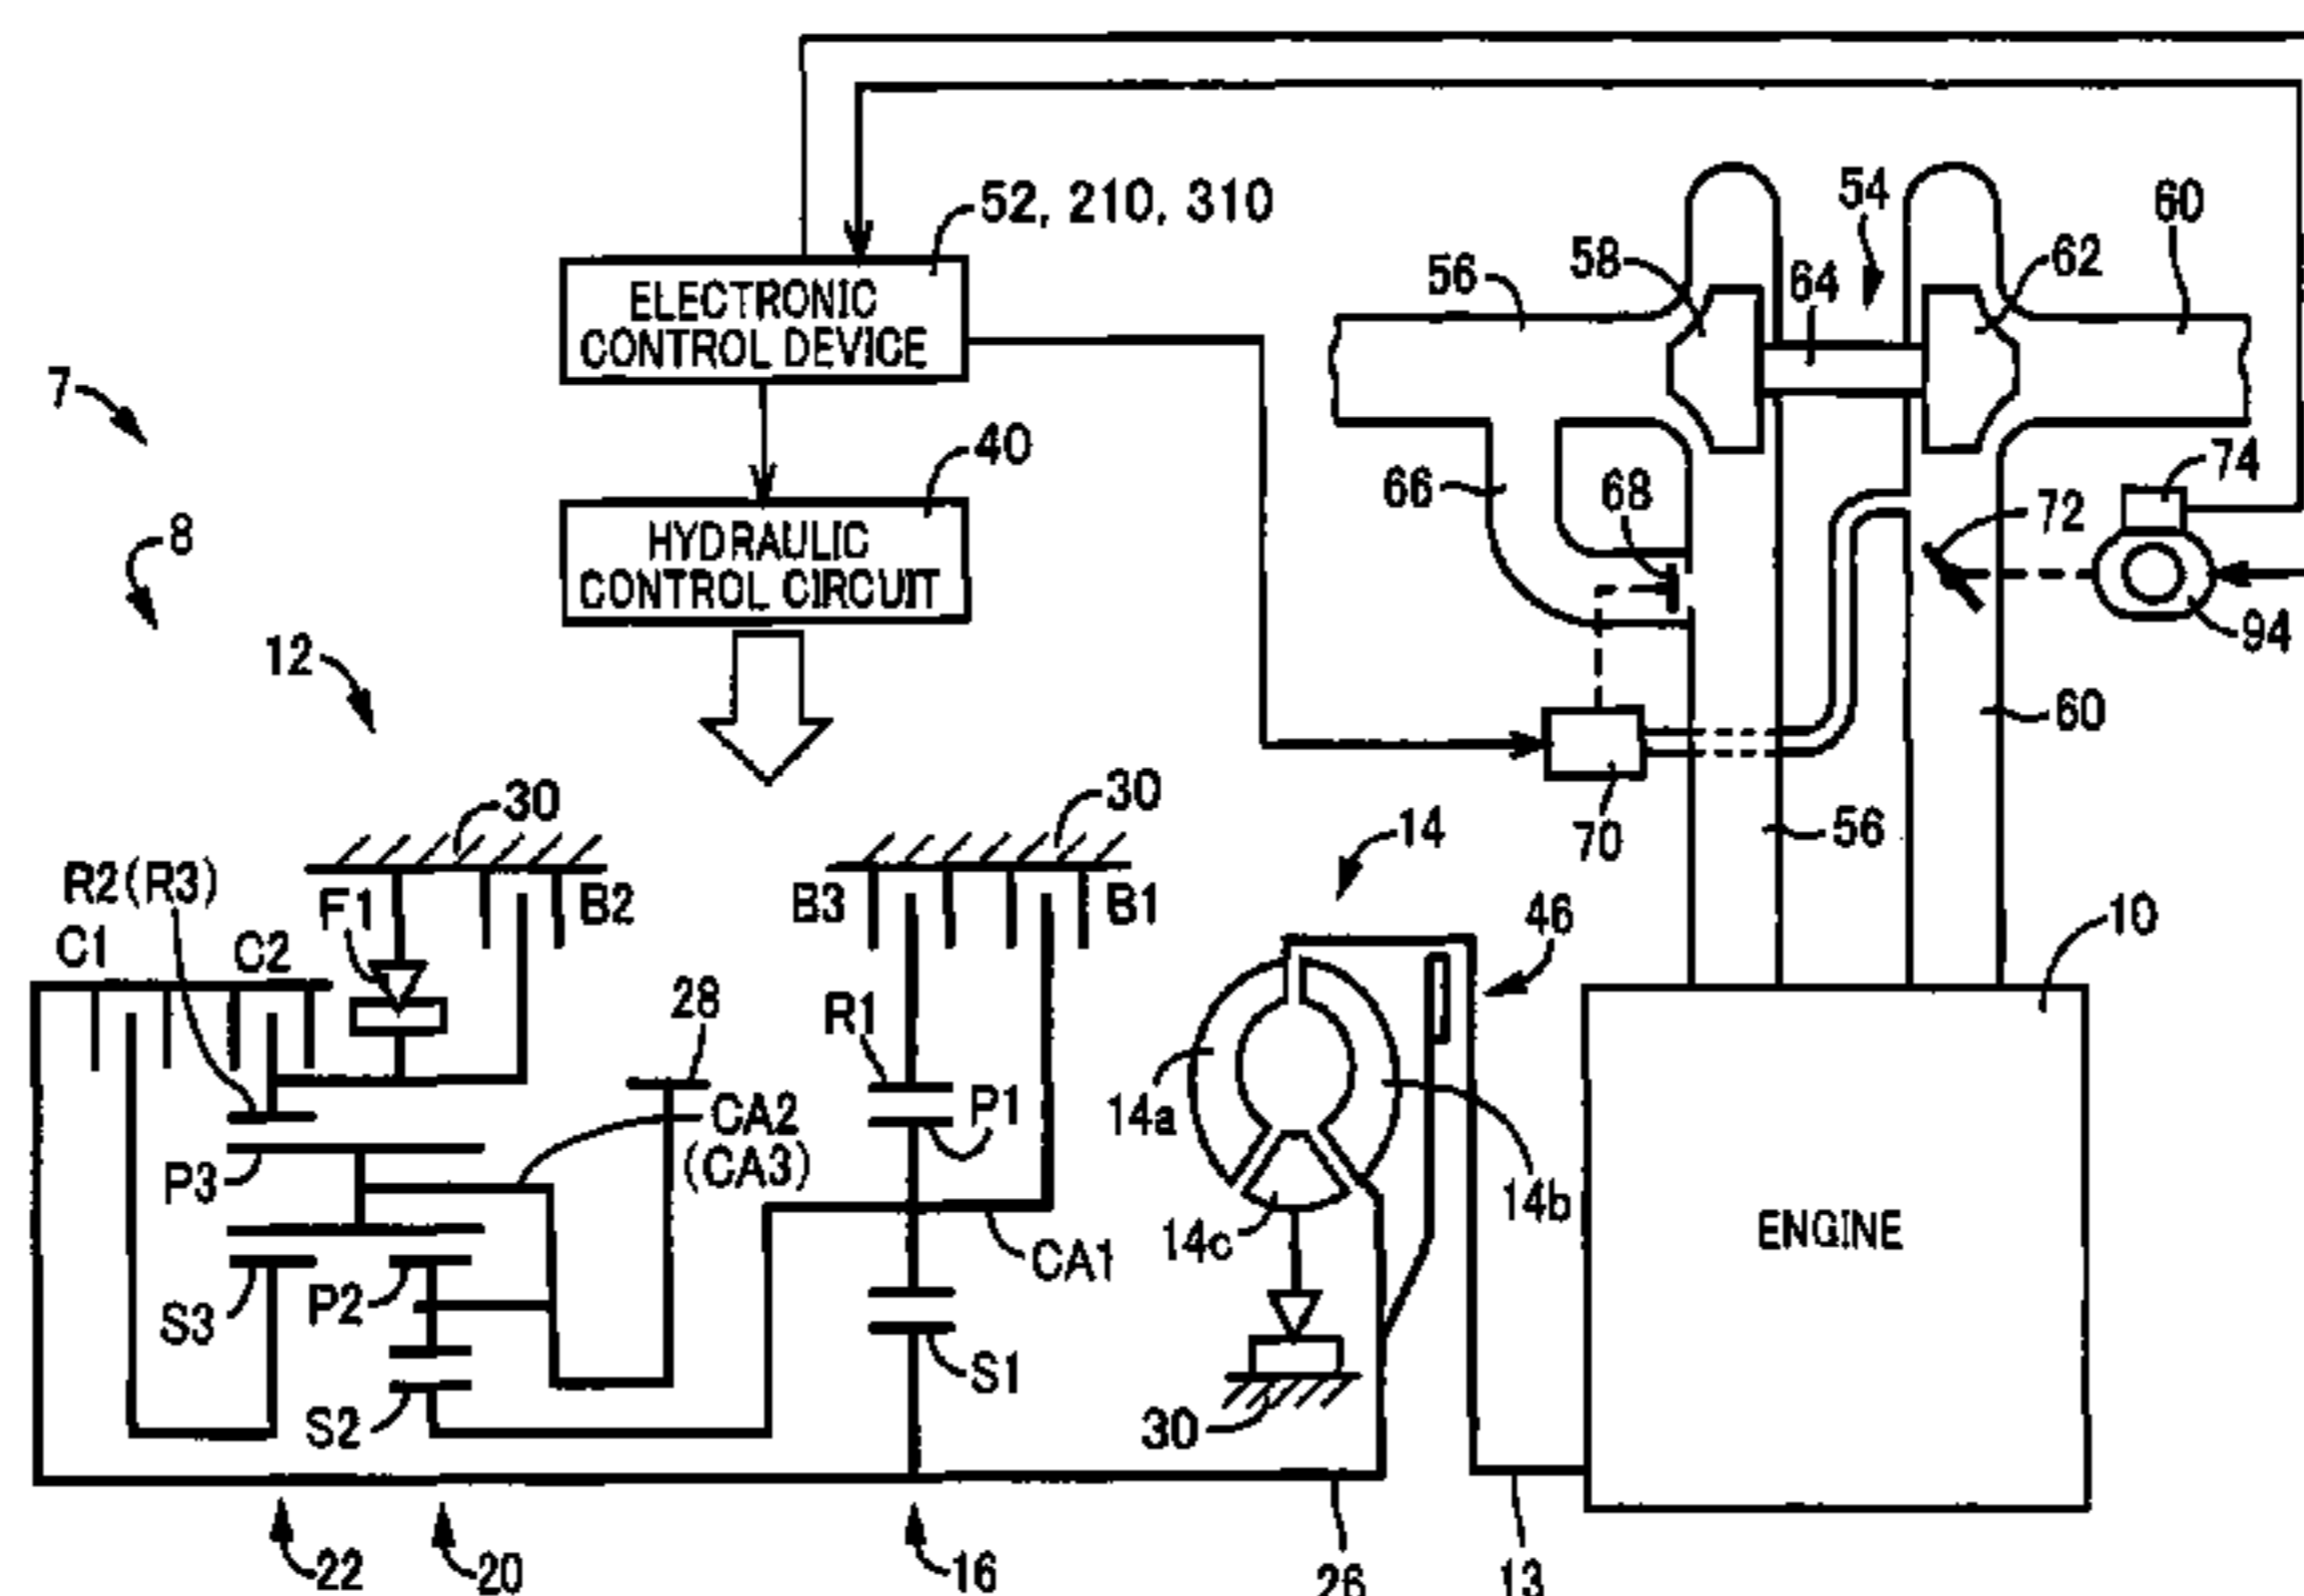 52, 210, 310
54
60
56
58
64
62
ELECTRONIC
CONTROL DEVICE
7
40
74
66
68
72
8
HYDRAULIC
CONTROL CIRCUIT
94
12
60
30
30
14
70
56
R2(R3)
F1
B2
B3
B1
46
10
C1
C2
28
R1
P1
14a
CA2
(CA3)
P3
14b
14c
ENGINE
CA1
S3
P2
S1
S2
30
22
20
16
26
13